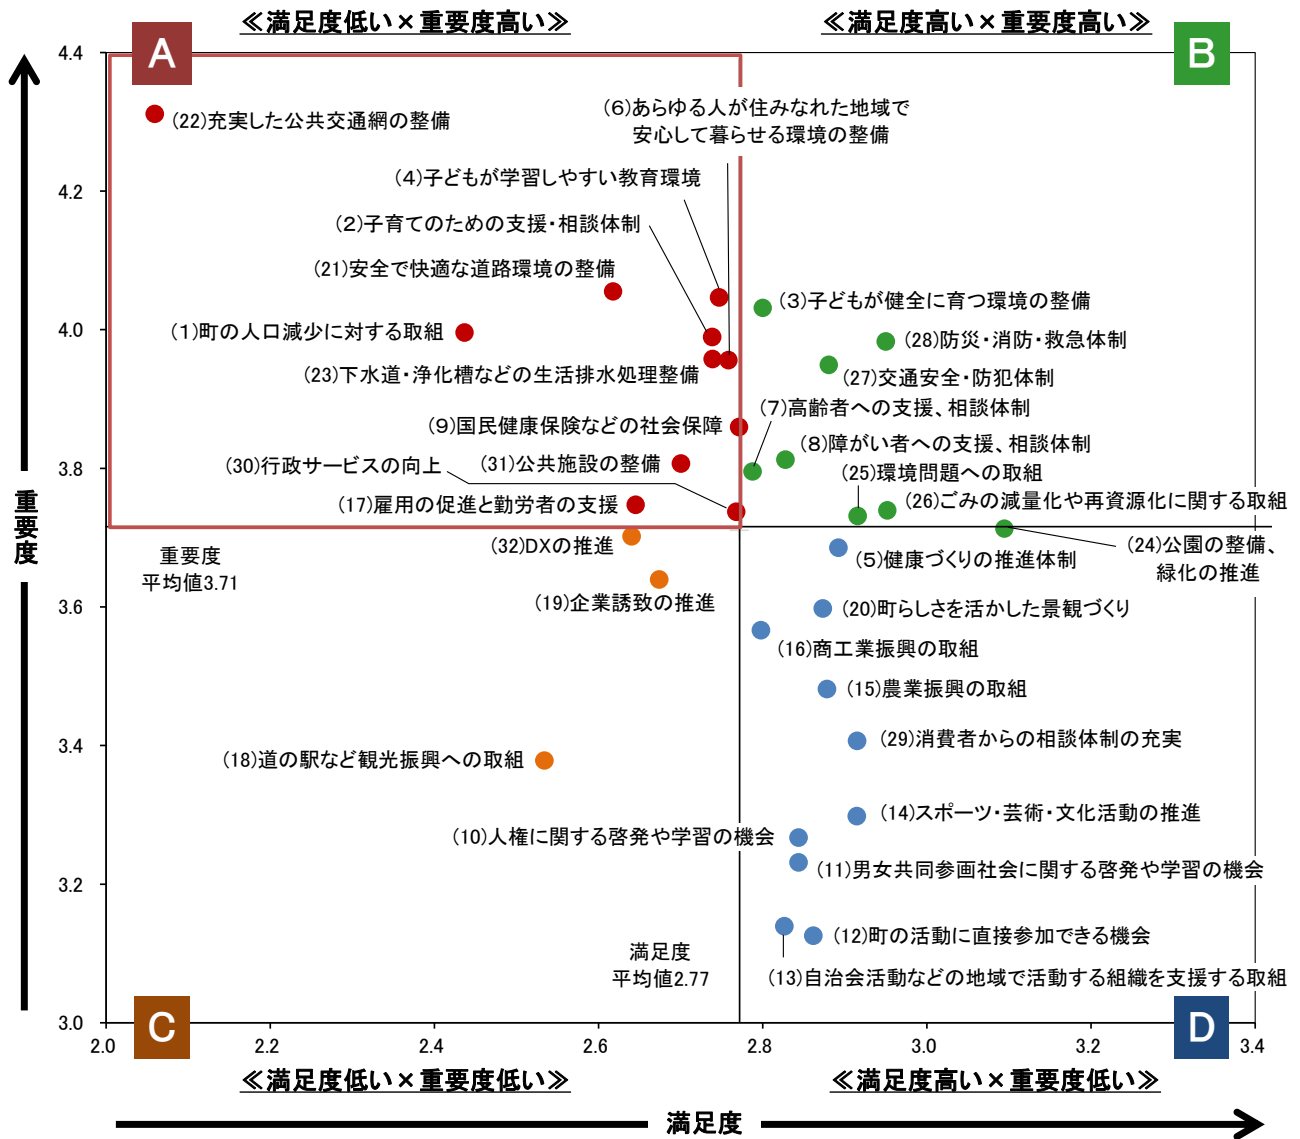 ≪満足度低い×重要度高い≫
≪満足度高い×重要度高い≫
A
B
4.4
(22)充実した公共交通網の整備
(6)あらゆる人が住みなれた地域で
安心して暮らせる環境の整備
4.2
(4)子どもが学習しやすい教育環境
(2)子育てのための支援・相談体制
(21)安全で快適な道路環境の整備
(3)子どもが健全に育つ環境の整備
4.0
(1)町の人口減少に対する取組
(28)防災・消防・救急体制
(23)下水道・浄化槽などの生活排水処理整備
(27)交通安全・防犯体制
(7)高齢者への支援、相談体制
(9)国民健康保険などの社会保障
(8)障がい者への支援、相談体制
3.8
(30)行政サービスの向上
(31)公共施設の整備
(25)環境問題への取組
(17)雇用の促進と勤労者の支援
(26)ごみの減量化や再資源化に関する取組
重要度
重要度
平均値3.71
(32)DXの推進
(24)公園の整備、
緑化の推進
(5)健康づくりの推進体制
3.6
(19)企業誘致の推進
(20)町らしさを活かした景観づくり
(16)商工業振興の取組
(15)農業振興の取組
3.4
(29)消費者からの相談体制の充実
(18)道の駅など観光振興への取組
(14)スポーツ・芸術・文化活動の推進
(10)人権に関する啓発や学習の機会
(11)男女共同参画社会に関する啓発や学習の機会
3.2
(12)町の活動に直接参加できる機会
満足度
平均値2.77
(13)自治会活動などの地域で活動する組織を支援する取組
3.0
C
D
2.0
2.2
2.4
2.6
2.8
3.0
3.2
3.4
≪満足度低い×重要度低い≫
≪満足度高い×重要度低い≫
満足度